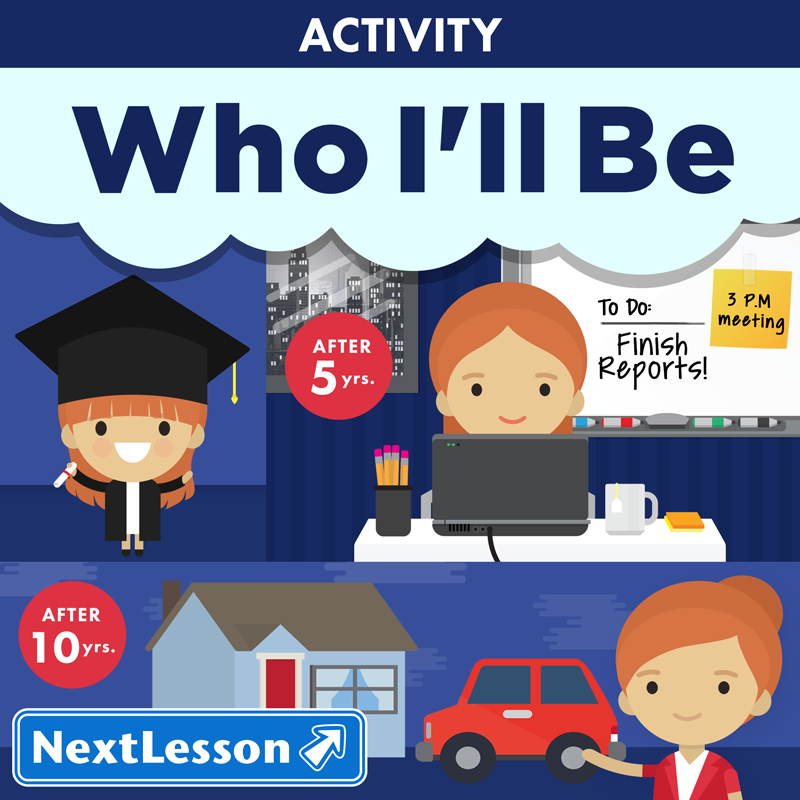 ACTIVITY
Who I'll Be
AFTER
5 yrs.
To Do:
Finish
Reports!
3 P.M
meeting
AFTER
10 yrs.
NextLesson